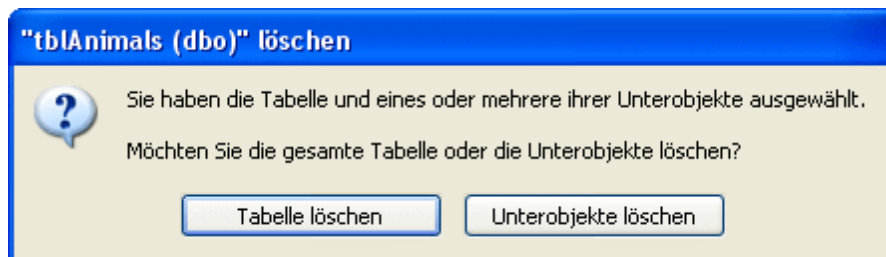 "tblAnimals (dbo)" löschen
Sie haben die Tabelle und eines oder mehrere ihrer Unterobjekte ausgewählt.
Möchten Sie die gesamte Tabelle oder die Unterobjekte löschen?
Tabelle löschen
Unterobjekte löschen